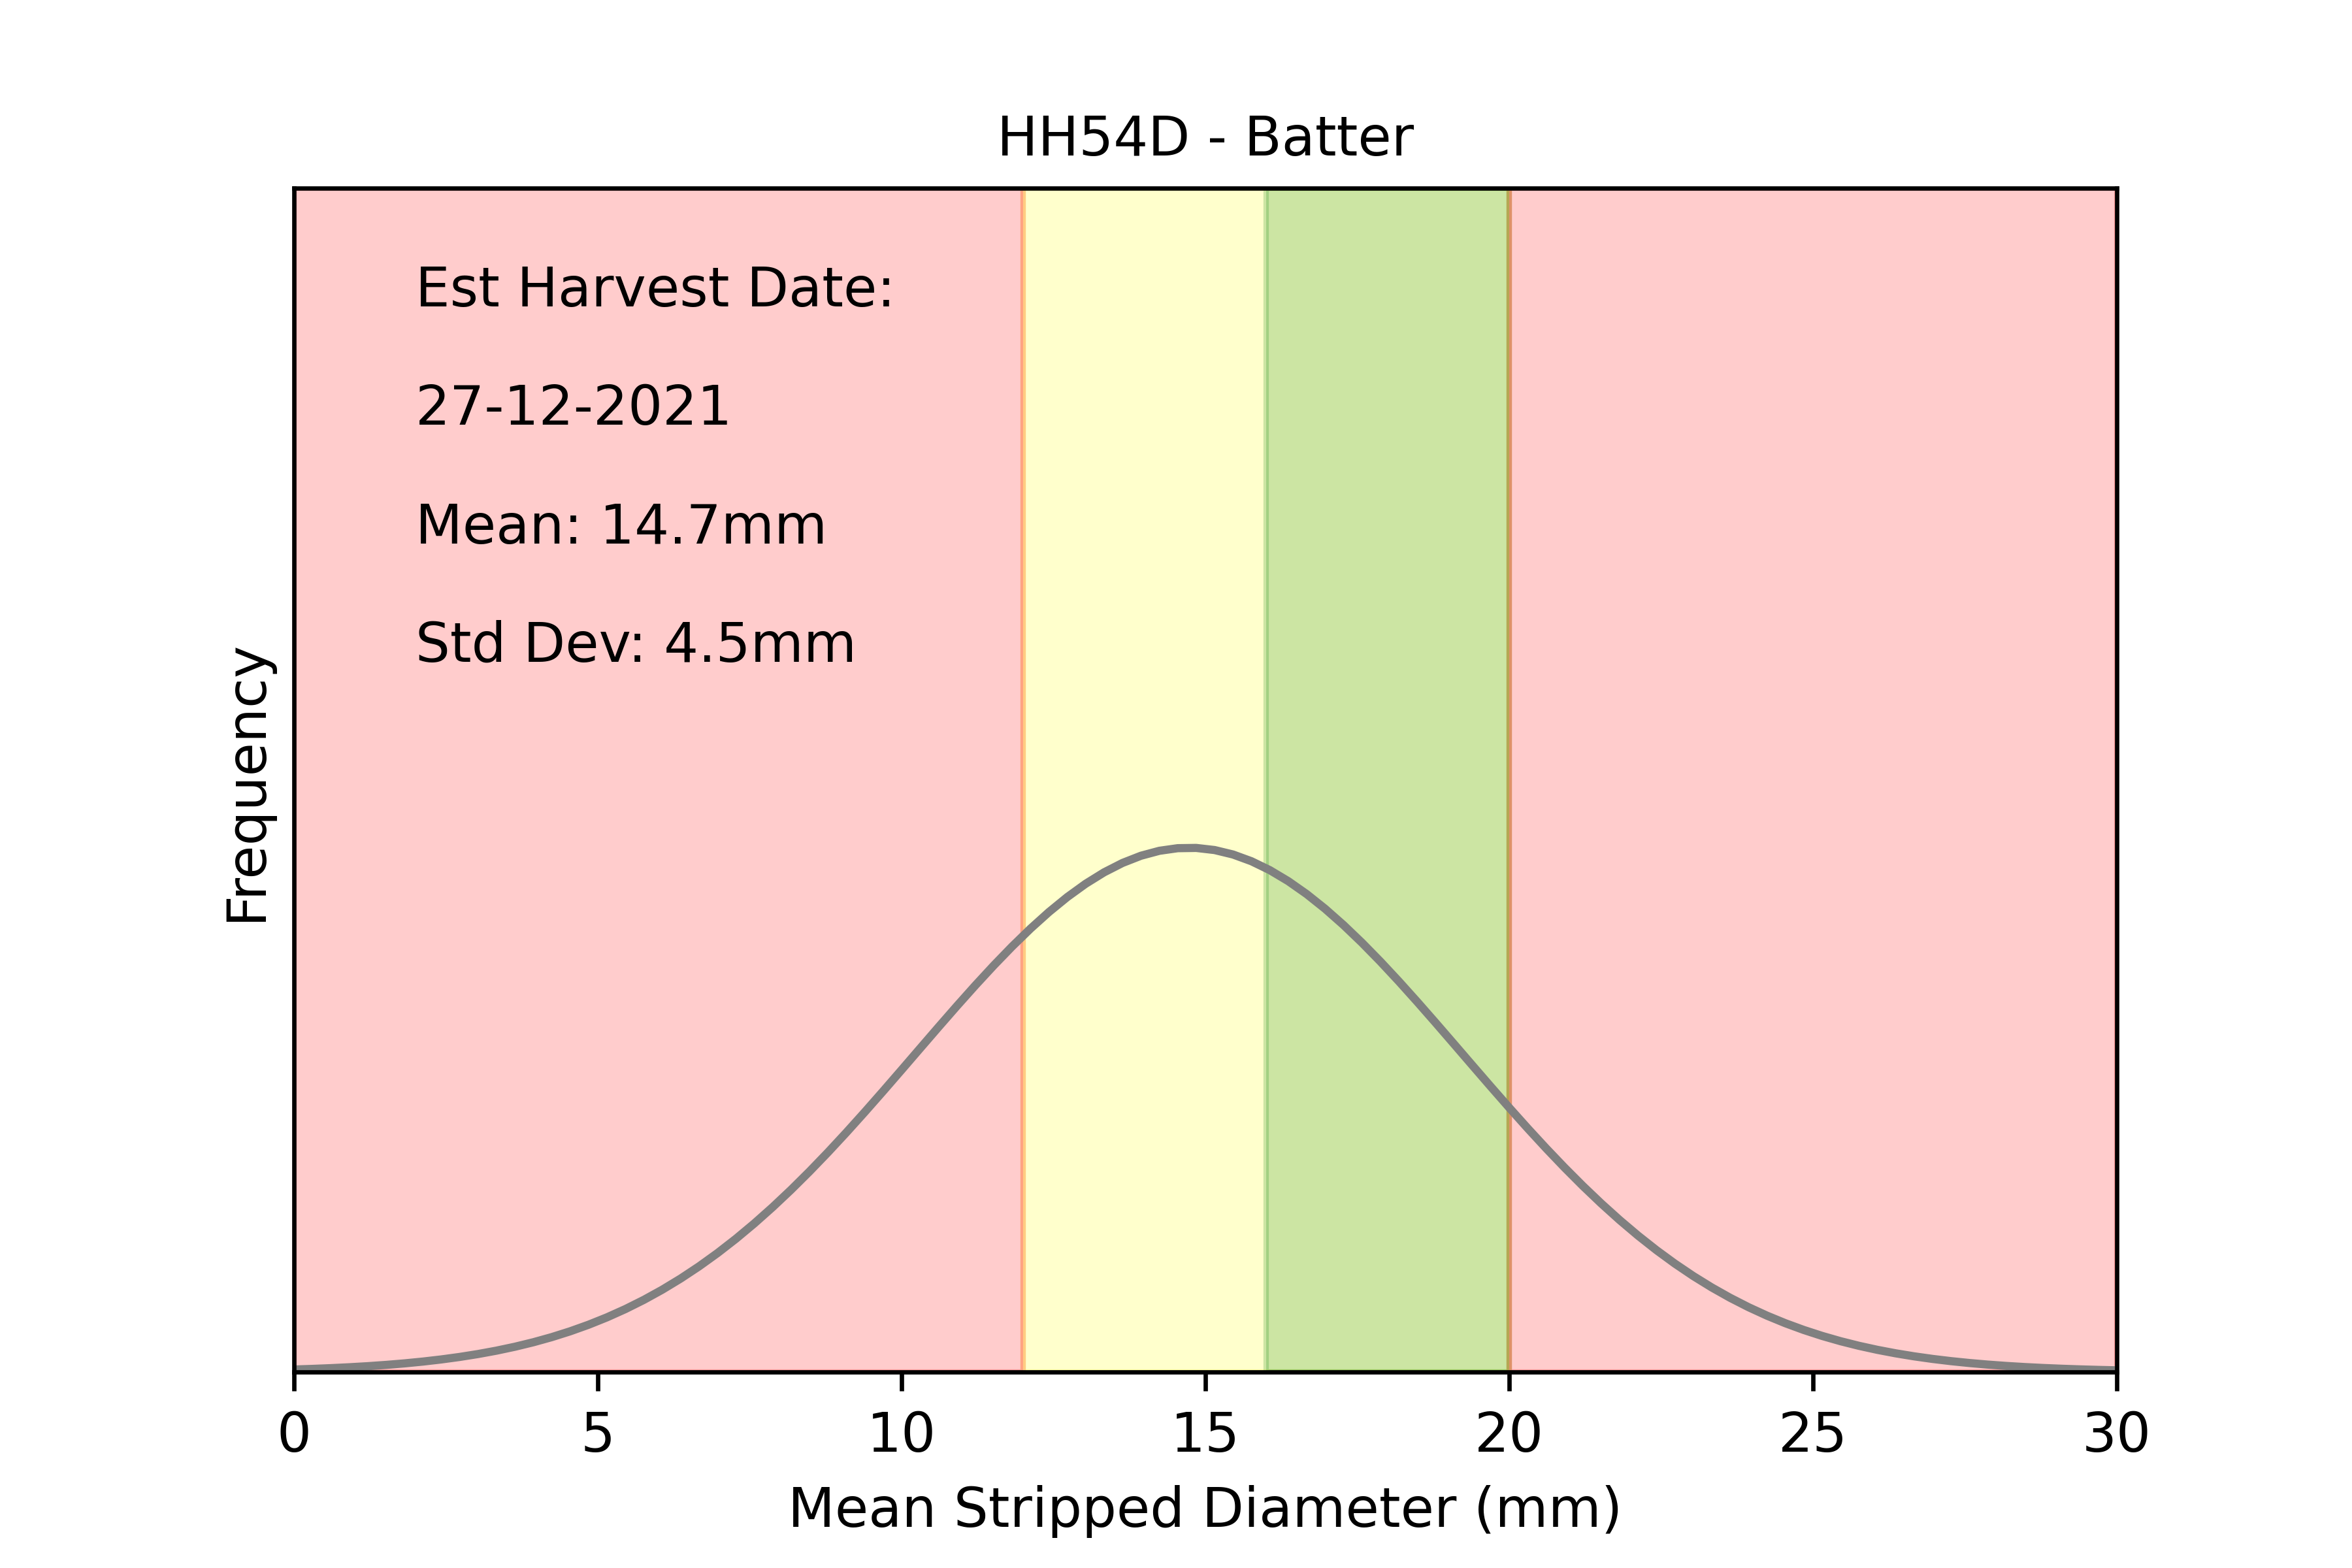 HH54D - Batter
Est Harvest Date:
27-12-2021
Mean: 14.7mm
Std Dev: 4.5mm
Frequency
0 5 10 15 20 25 30
Mean Stripped Diameter (mm)